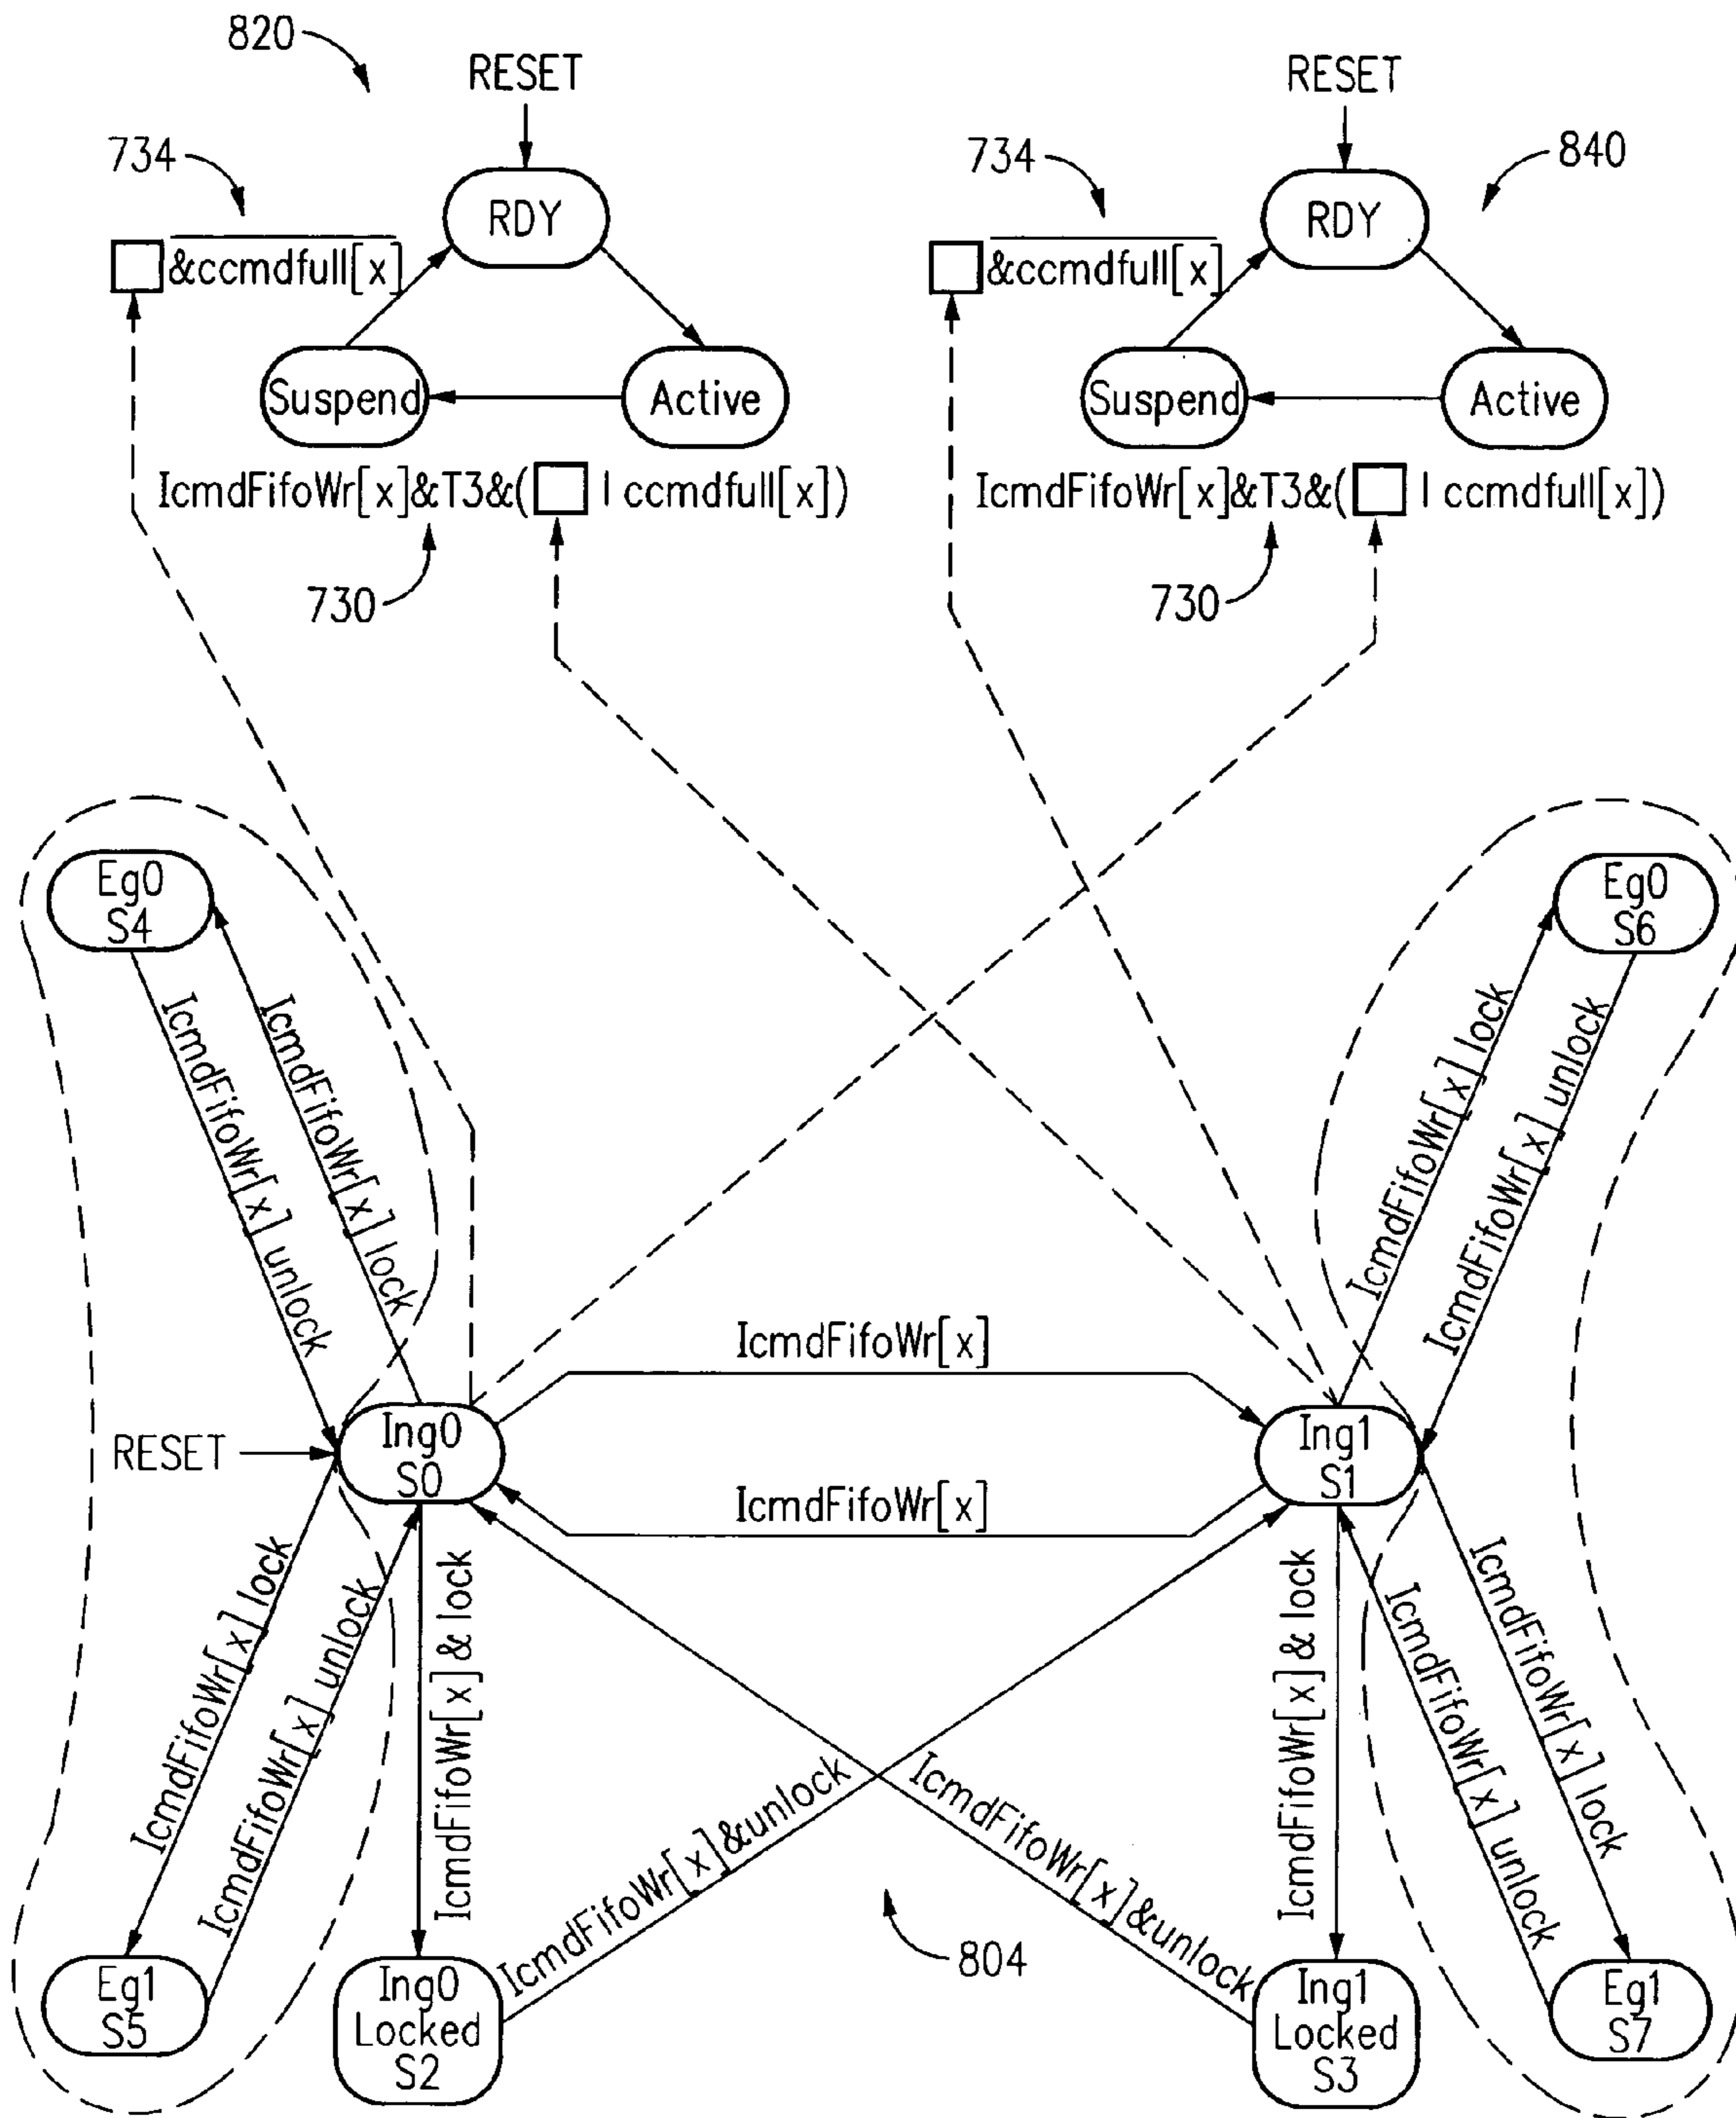 820
RESET
RESET
734
734
840
RDY
RDY
&ccmdfull[x]
&ccmdfull[x]
Suspend
Active
Suspend
Active
IcmdFifoWr[x]&T3&( | ccmdfull[x])
IcmdFifoWr[x]&T3&( | ccmdfull[x])
730
730
Eg0
S4
Eg0
S6
IcmdFifoWr[x] unlock
IcmdFifoWr[x] lock
IcmdFifoWr[x] lock
IcmdFifoWr[x] unlock
IcmdFifoWr[x]
RESET
Ing0
S0
Ing1
S1
IcmdFifoWr[x]
IcmdFifoWr[x] lock
IcmdFifoWr[x] unlock
IcmdFifoWr[x] & lock
IcmdFifoWr[x]&unlock
IcmdFifoWr[x]&unlock
IcmdFifoWr[x] & lock
IcmdFifoWr[x] unlock
IcmdFifoWr[x] lock
804
Eg1
S5
Ing0
Locked
S2
Ing1
Locked
S3
Eg1
S7